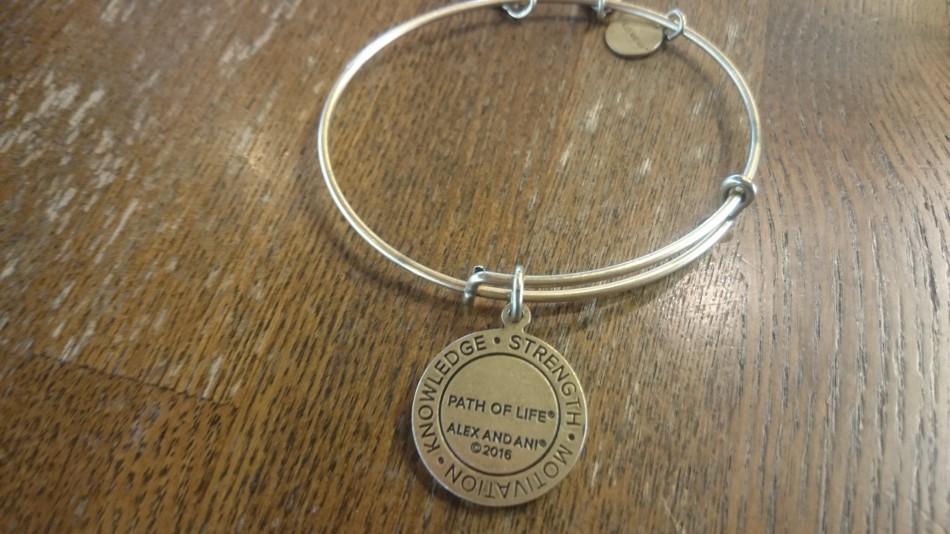 KNOWLEDGE • STRENGTH • MOTIVATION •
PATH OF LIFE®
ALEX AND ANI®
©2016